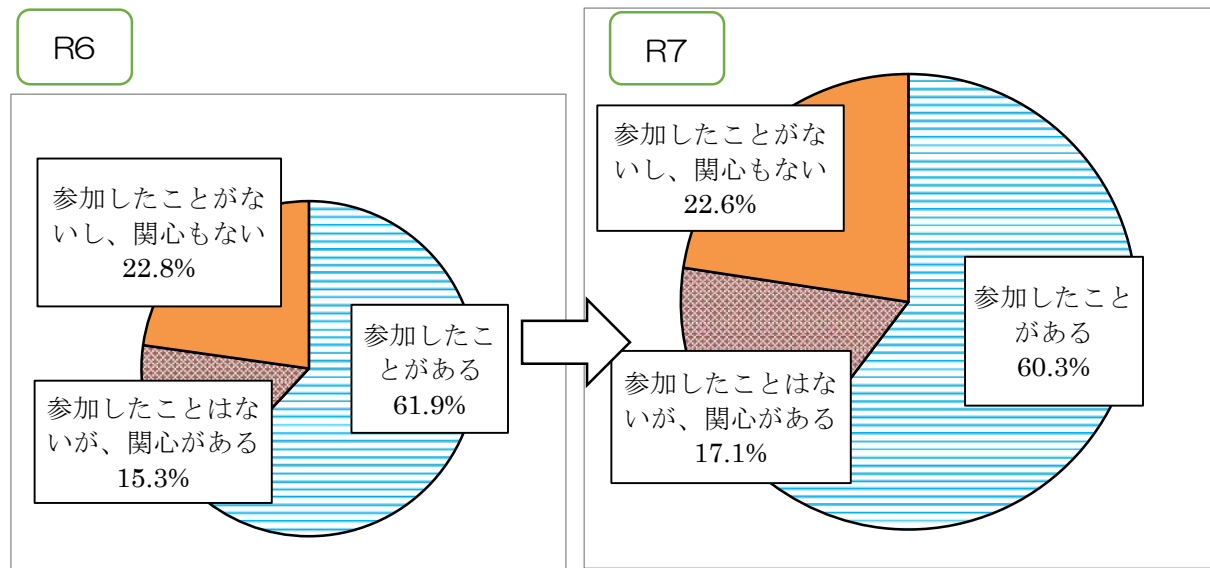 R6
参加したことがな
いし、関心もない
22.8%
参加したこ
とがある
61.9%
参加したことはな
いが、関心がある
15.3%
R7
参加したことがな
いし、関心もない
22.6%
参加したこと
がある
60.3%
参加したことはな
いが、関心がある
17.1%